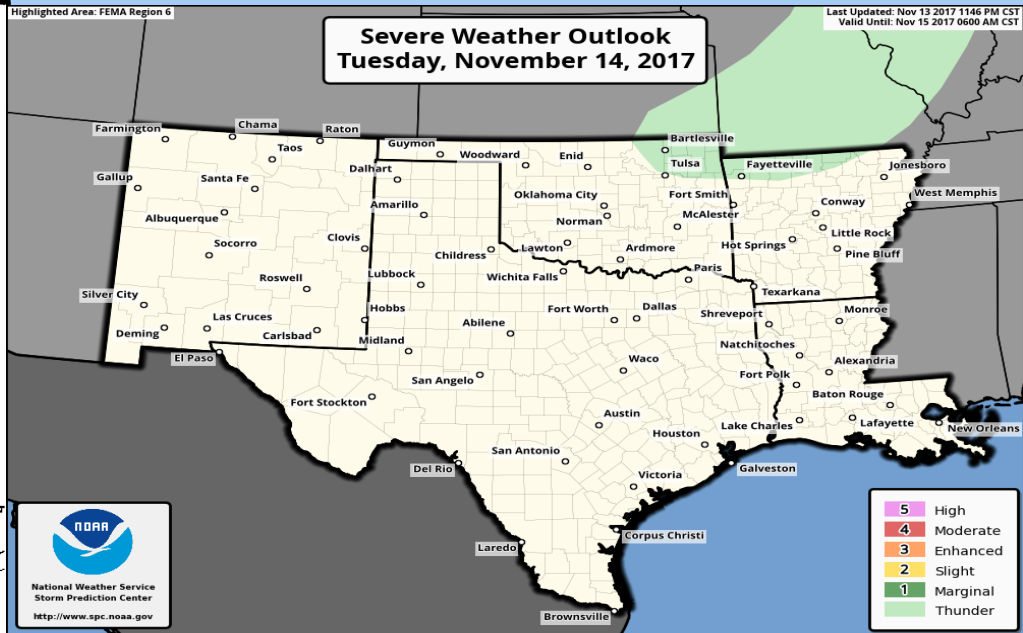 Highlighted Area: FEMA Region 6
Last Updated: Nov 13 2017 1146 PM CST
Valid Until: Nov 15 2017 0600 AM CST
Severe Weather Outlook
Tuesday, November 14, 2017
Farmington
Chama
Raton
Guymon
Bartlesville
Taos
Woodward
Enid
Tulsa
Fayetteville
Jonesboro
Gallup
Santa Fe
Dalhart
Oklahoma City
Fort Smith
West Memphis
Albuquerque
Amarillo
Norman
McAlester
Conway
Socorro
Clovis
Childress
Lawton
Ardmore
Hot Springs
Little Rock
Pine Bluff
Roswell
Lubbock
Wichita Falls
Paris
Texarkana
Silver City
Las Cruces
Hobbs
Fort Worth
Dallas
Shreveport
Monroe
Deming
Carlsbad
Midland
Abilene
Natchitoches
El Paso
Waco
Alexandria
San Angelo
Fort Polk
Fort Stockton
Baton Rouge
Austin
Lake Charles
Lafayette
New Orleans
Houston
San Antonio
Del Rio
Victoria
Galveston
Laredo
Corpus Christi
Brownsville
NOAA
National Weather Service
Storm Prediction Center
http://www.spc.noaa.gov
5 High
4 Moderate
3 Enhanced
2 Slight
1 Marginal
Thunder